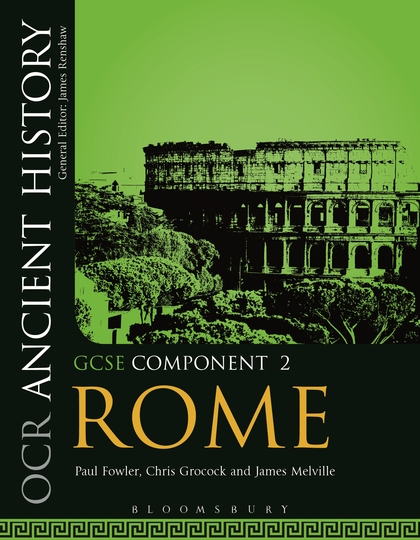 OCR ANCIENT HISTORY
General Editor: James Renshaw
GCSE COMPONENT 2
ROME
Paul Fowler, Chris Grocock and James Melville
BLOOMSBURY